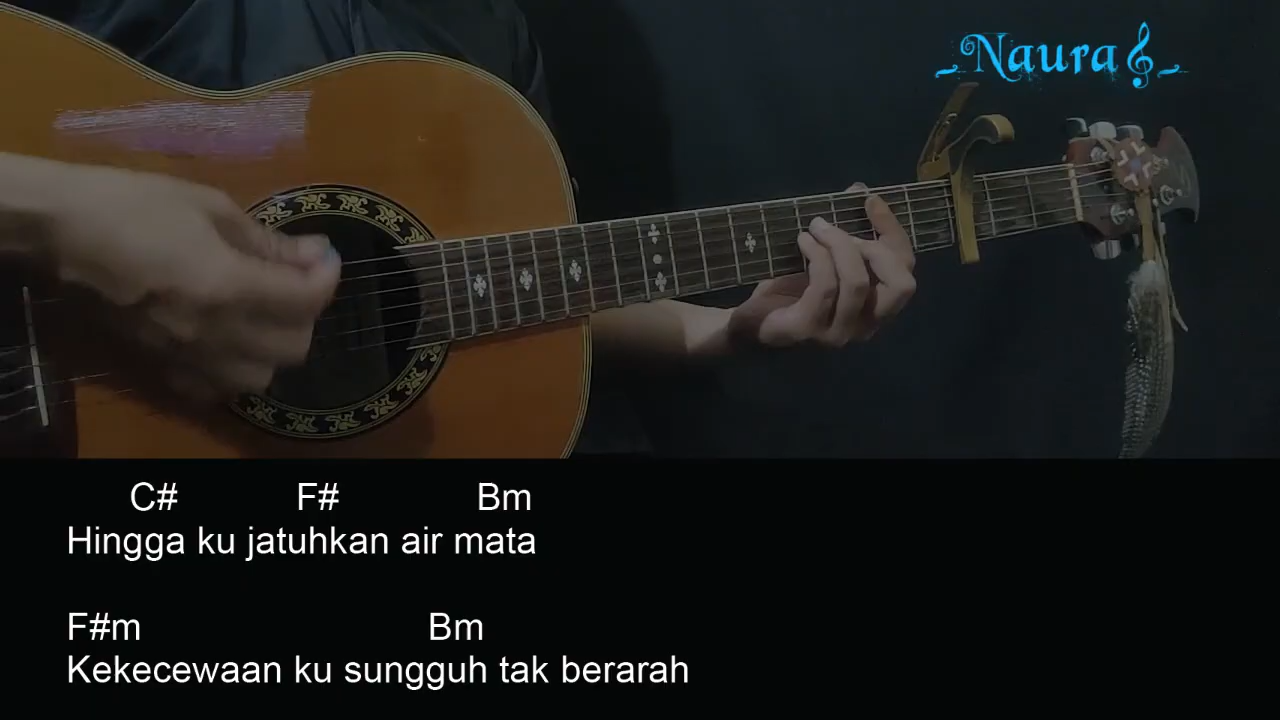 Naura
C# F# Bm
Hingga ku jatuhkan air mata
F#m Bm
Kekecewaan ku sungguh tak berarah